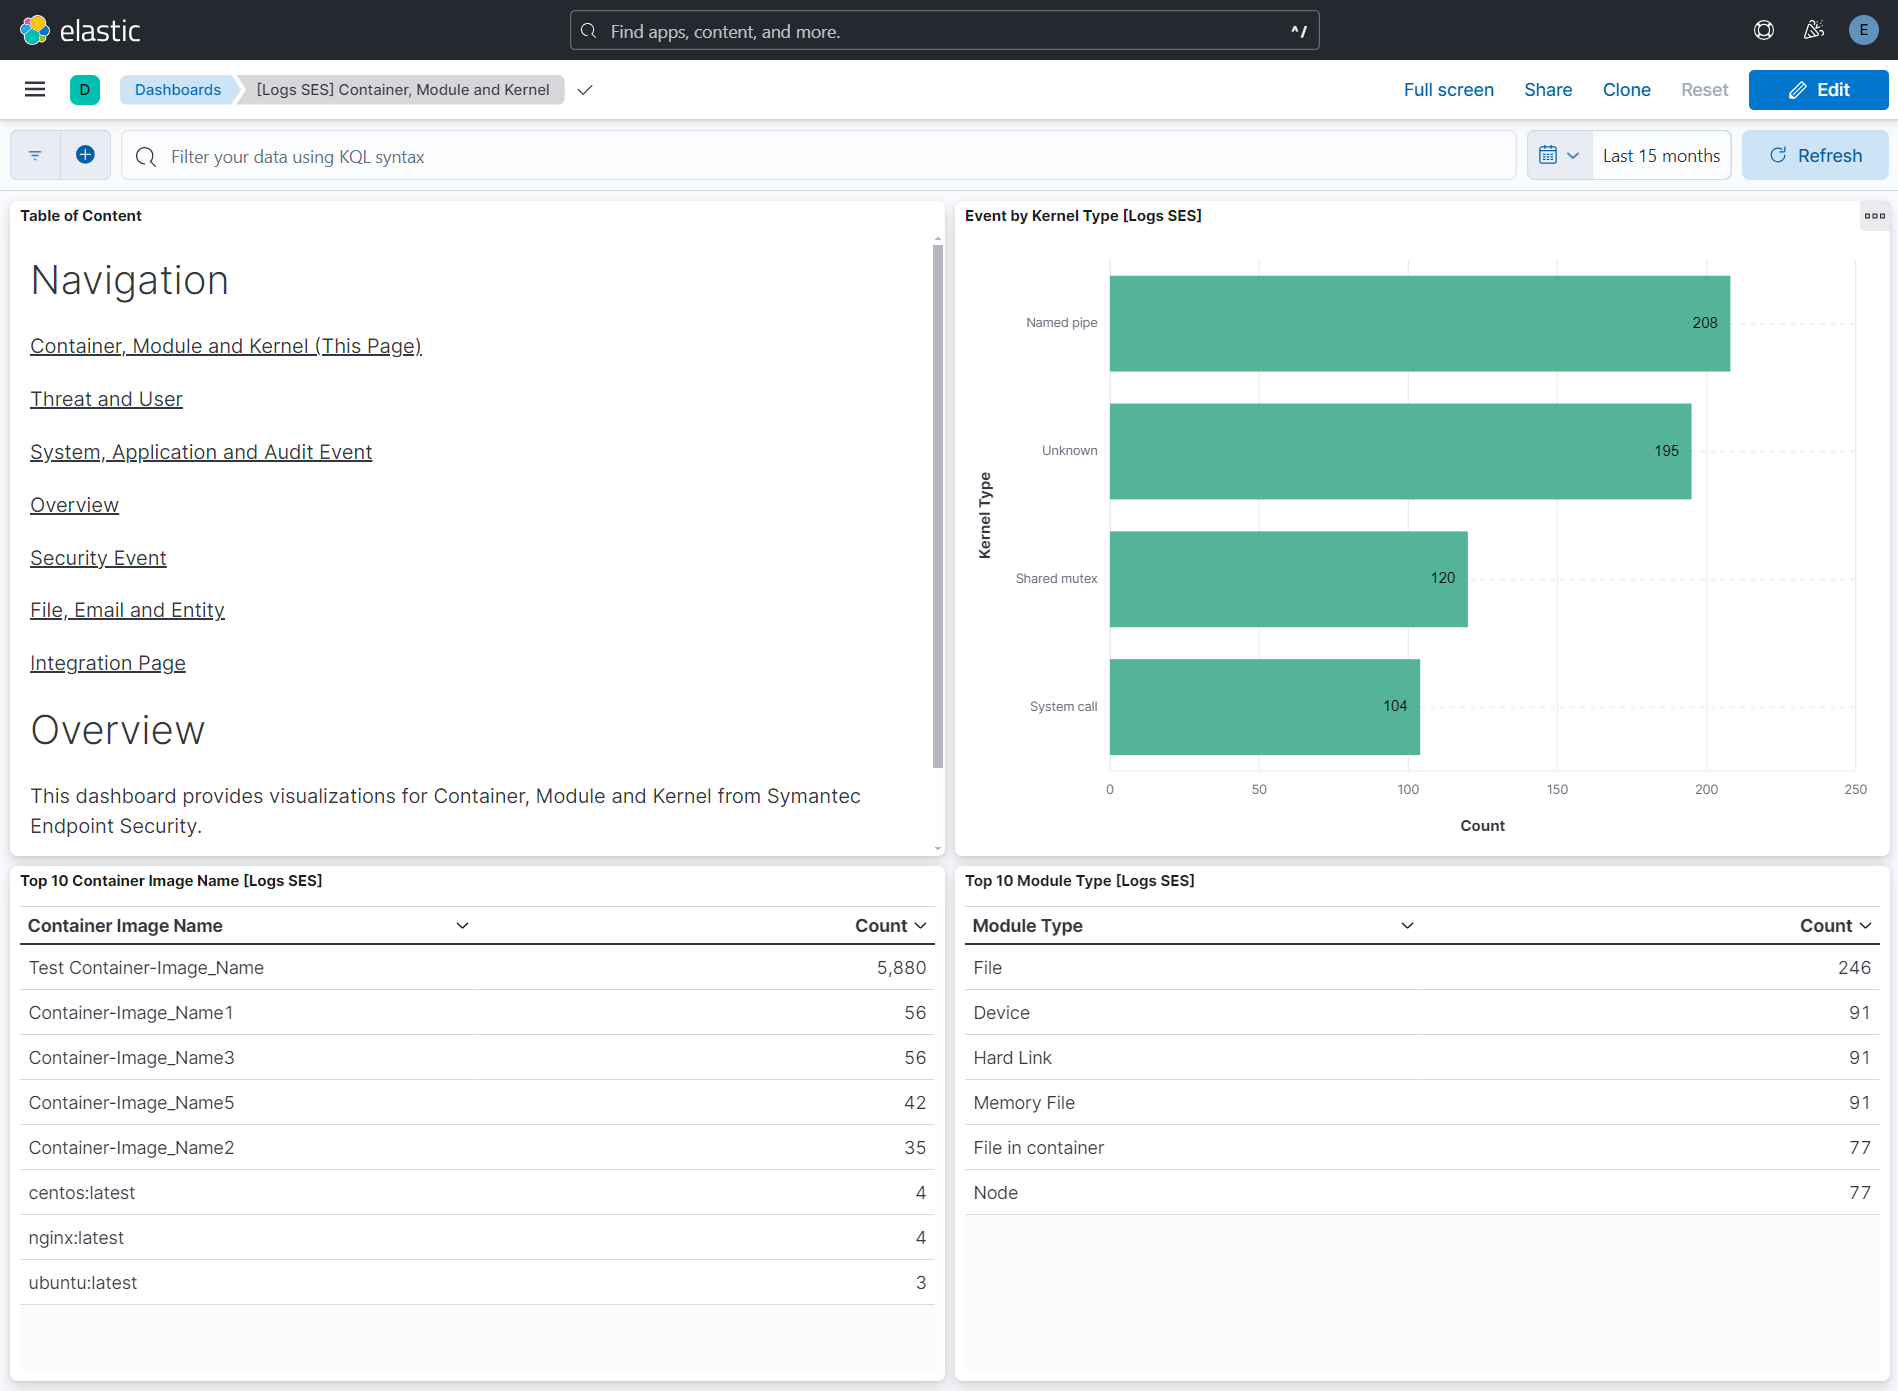 elastic
Find apps, content, and more.
^/
E
D
Dashboards
[Logs SES] Container, Module and Kernel
Full screen
Share
Clone
Reset
Edit
Filter your data using KQL syntax
Last 15 months
Refresh
Table of Content
Navigation
Container, Module and Kernel (This Page)
Threat and User
System, Application and Audit Event
Overview
Security Event
File, Email and Entity
Integration Page
Overview
This dashboard provides visualizations for Container, Module and Kernel from Symantec
Endpoint Security.
Event by Kernel Type [Logs SES]
Kernel Type
Named pipe
208
Unknown
195
Shared mutex
120
System call
104
0 50 100 150 200 250
Count
Top 10 Container Image Name [Logs SES]
Container Image Name Count
Test Container-Image_Name 5,880
Container-Image_Name1 56
Container-Image_Name3 56
Container-Image_Name5 42
Container-Image_Name2 35
centos:latest 4
nginx:latest 4
ubuntu:latest 3
Top 10 Module Type [Logs SES]
Module Type Count
File 246
Device 91
Hard Link 91
Memory File 91
File in container 77
Node 77